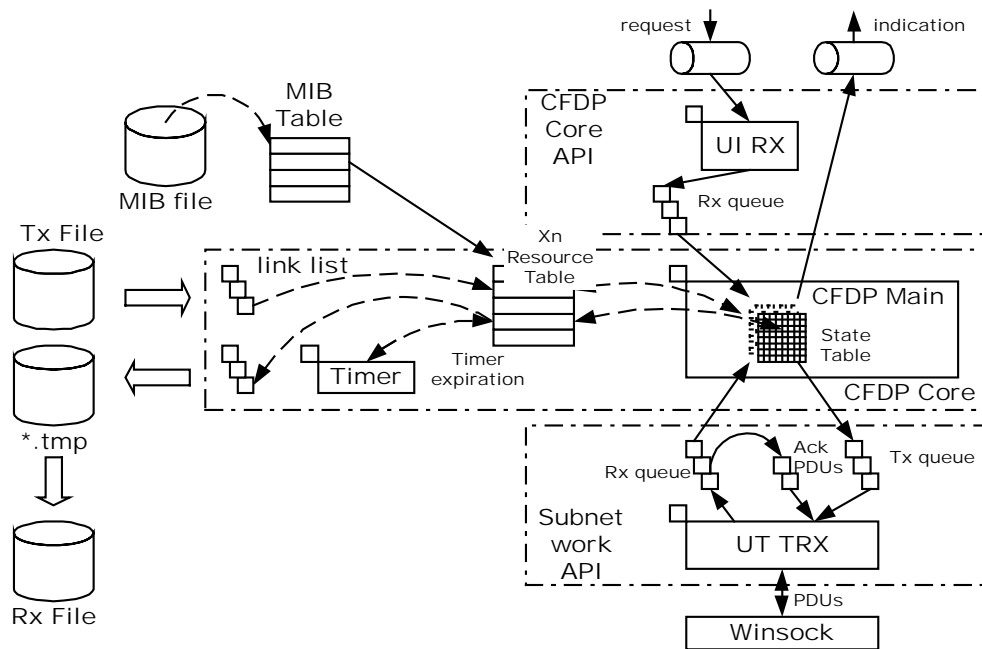 request
indication
MIB
Table
CFDP
Core
API
UI RX
MIB file
Rx queue
Tx File
Xn
Resource
Table
link list
CFDP Main
State
Table
Timer
Timer
expiration
CFDP Core
*.tmp
Rx queue
Ack
PDUs
Tx queue
Subnet
work
API
UT TRX
Rx File
PDUs
Winsock